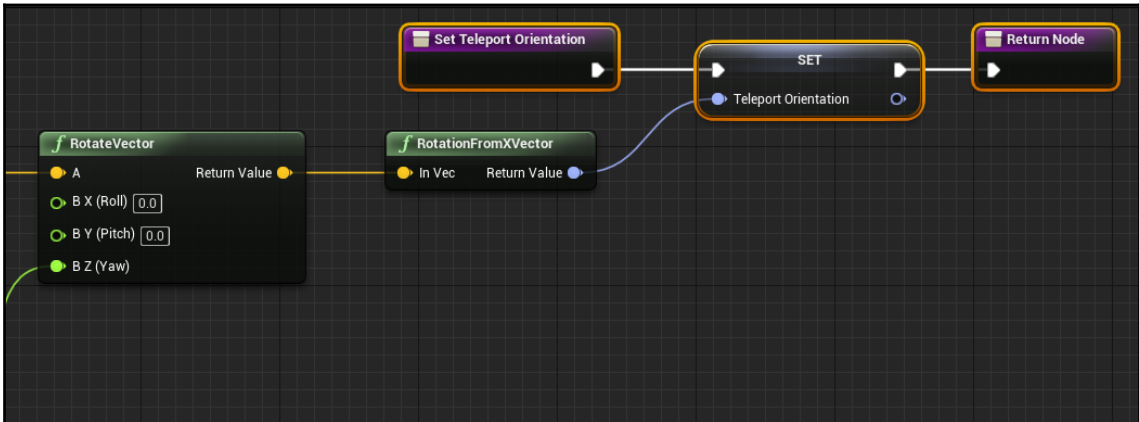 Set Teleport Orientation
SET
Teleport Orientation
Return Node
f RotateVector
A
Return Value
B X (Roll) 0.0
B Y (Pitch) 0.0
B Z (Yaw)
f RotationFromXVector
In Vec
Return Value